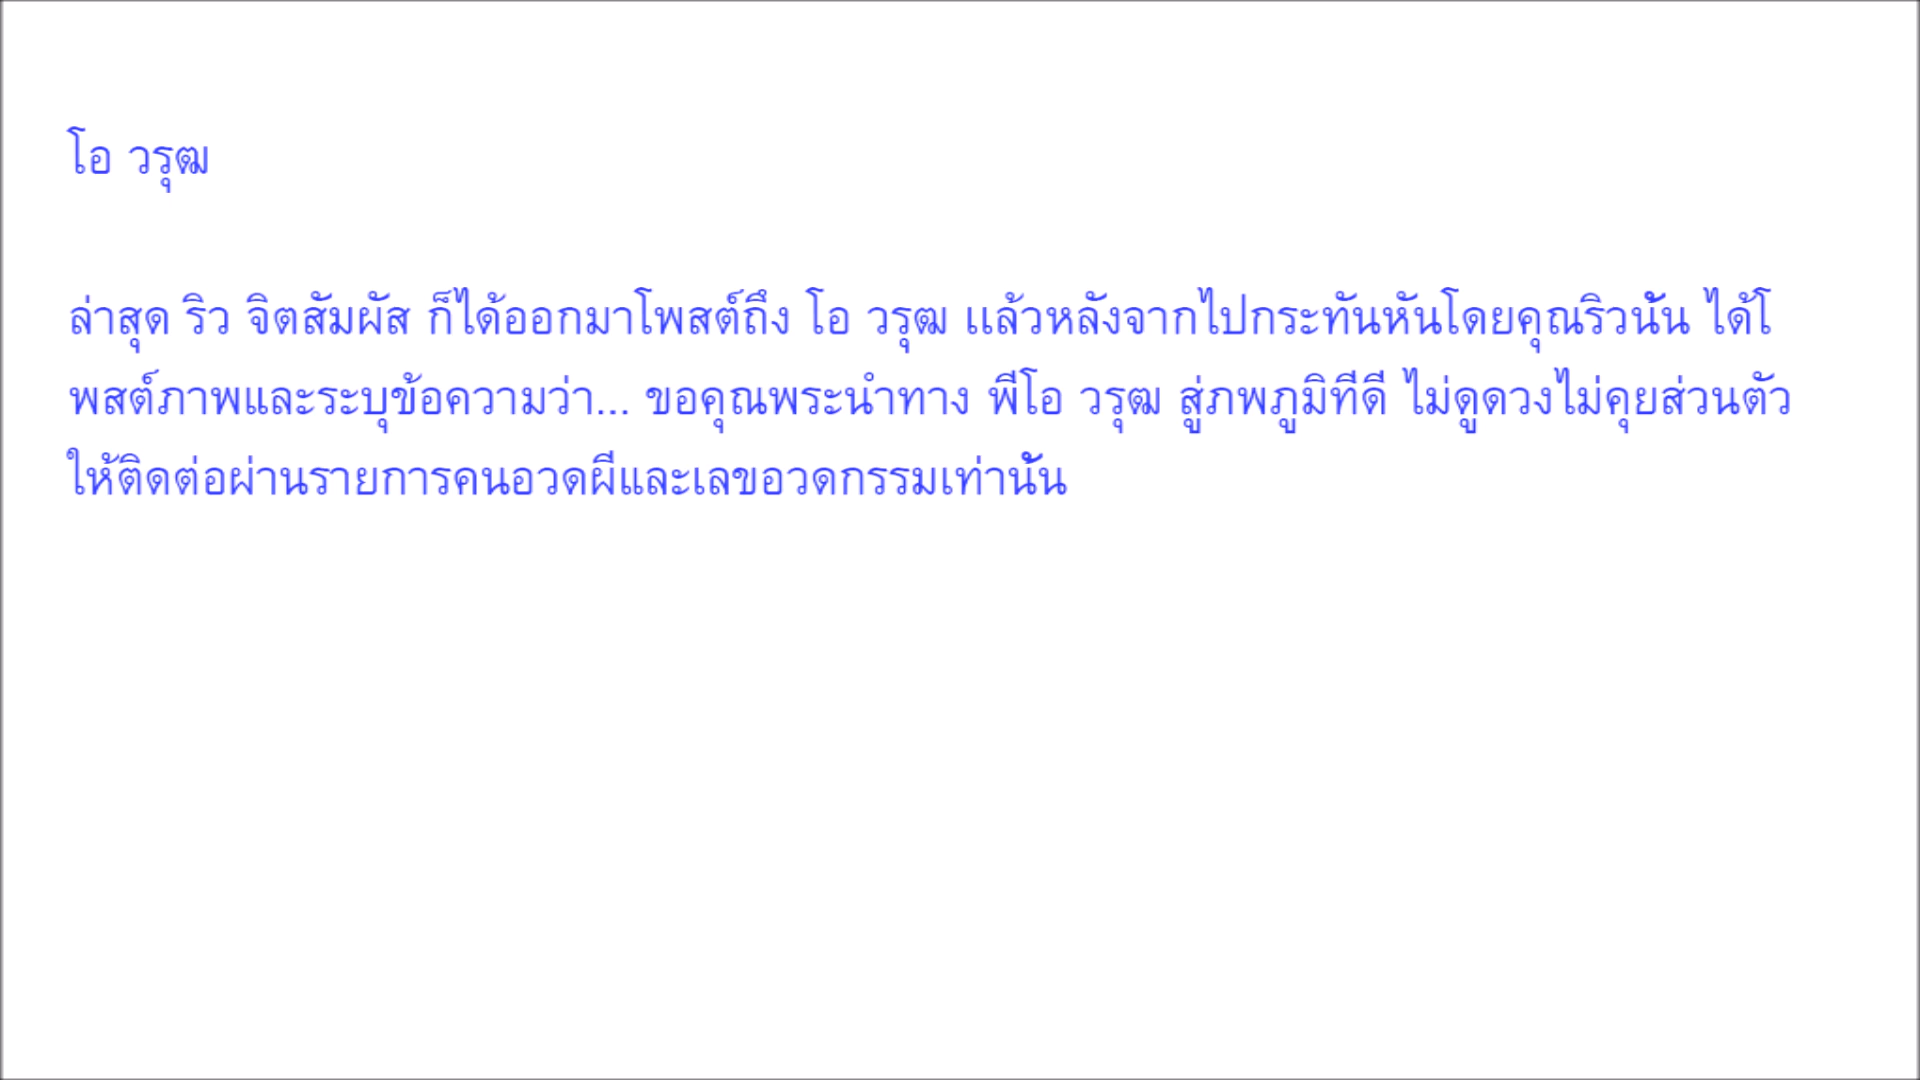 โอ วรุฒ
ล่าสุด ริว จิตสัมผัส ก็ได้ออกมาโพสต์ถึง โอ วรุฒ แล้วหลังจากไปกระทันหันโดยคุณริวนั้น ได้โ
พสต์ภาพและระบุข้อความว่า... ขอคุณพระนำทาง พี่โอ วรุฒ สู่ภพภูมิที่ดี ไม่ดูดวงไม่คุยส่วนตัว
ให้ติดต่อผ่านรายการคนอวดผีและเลขอวดกรรมเท่านั้น